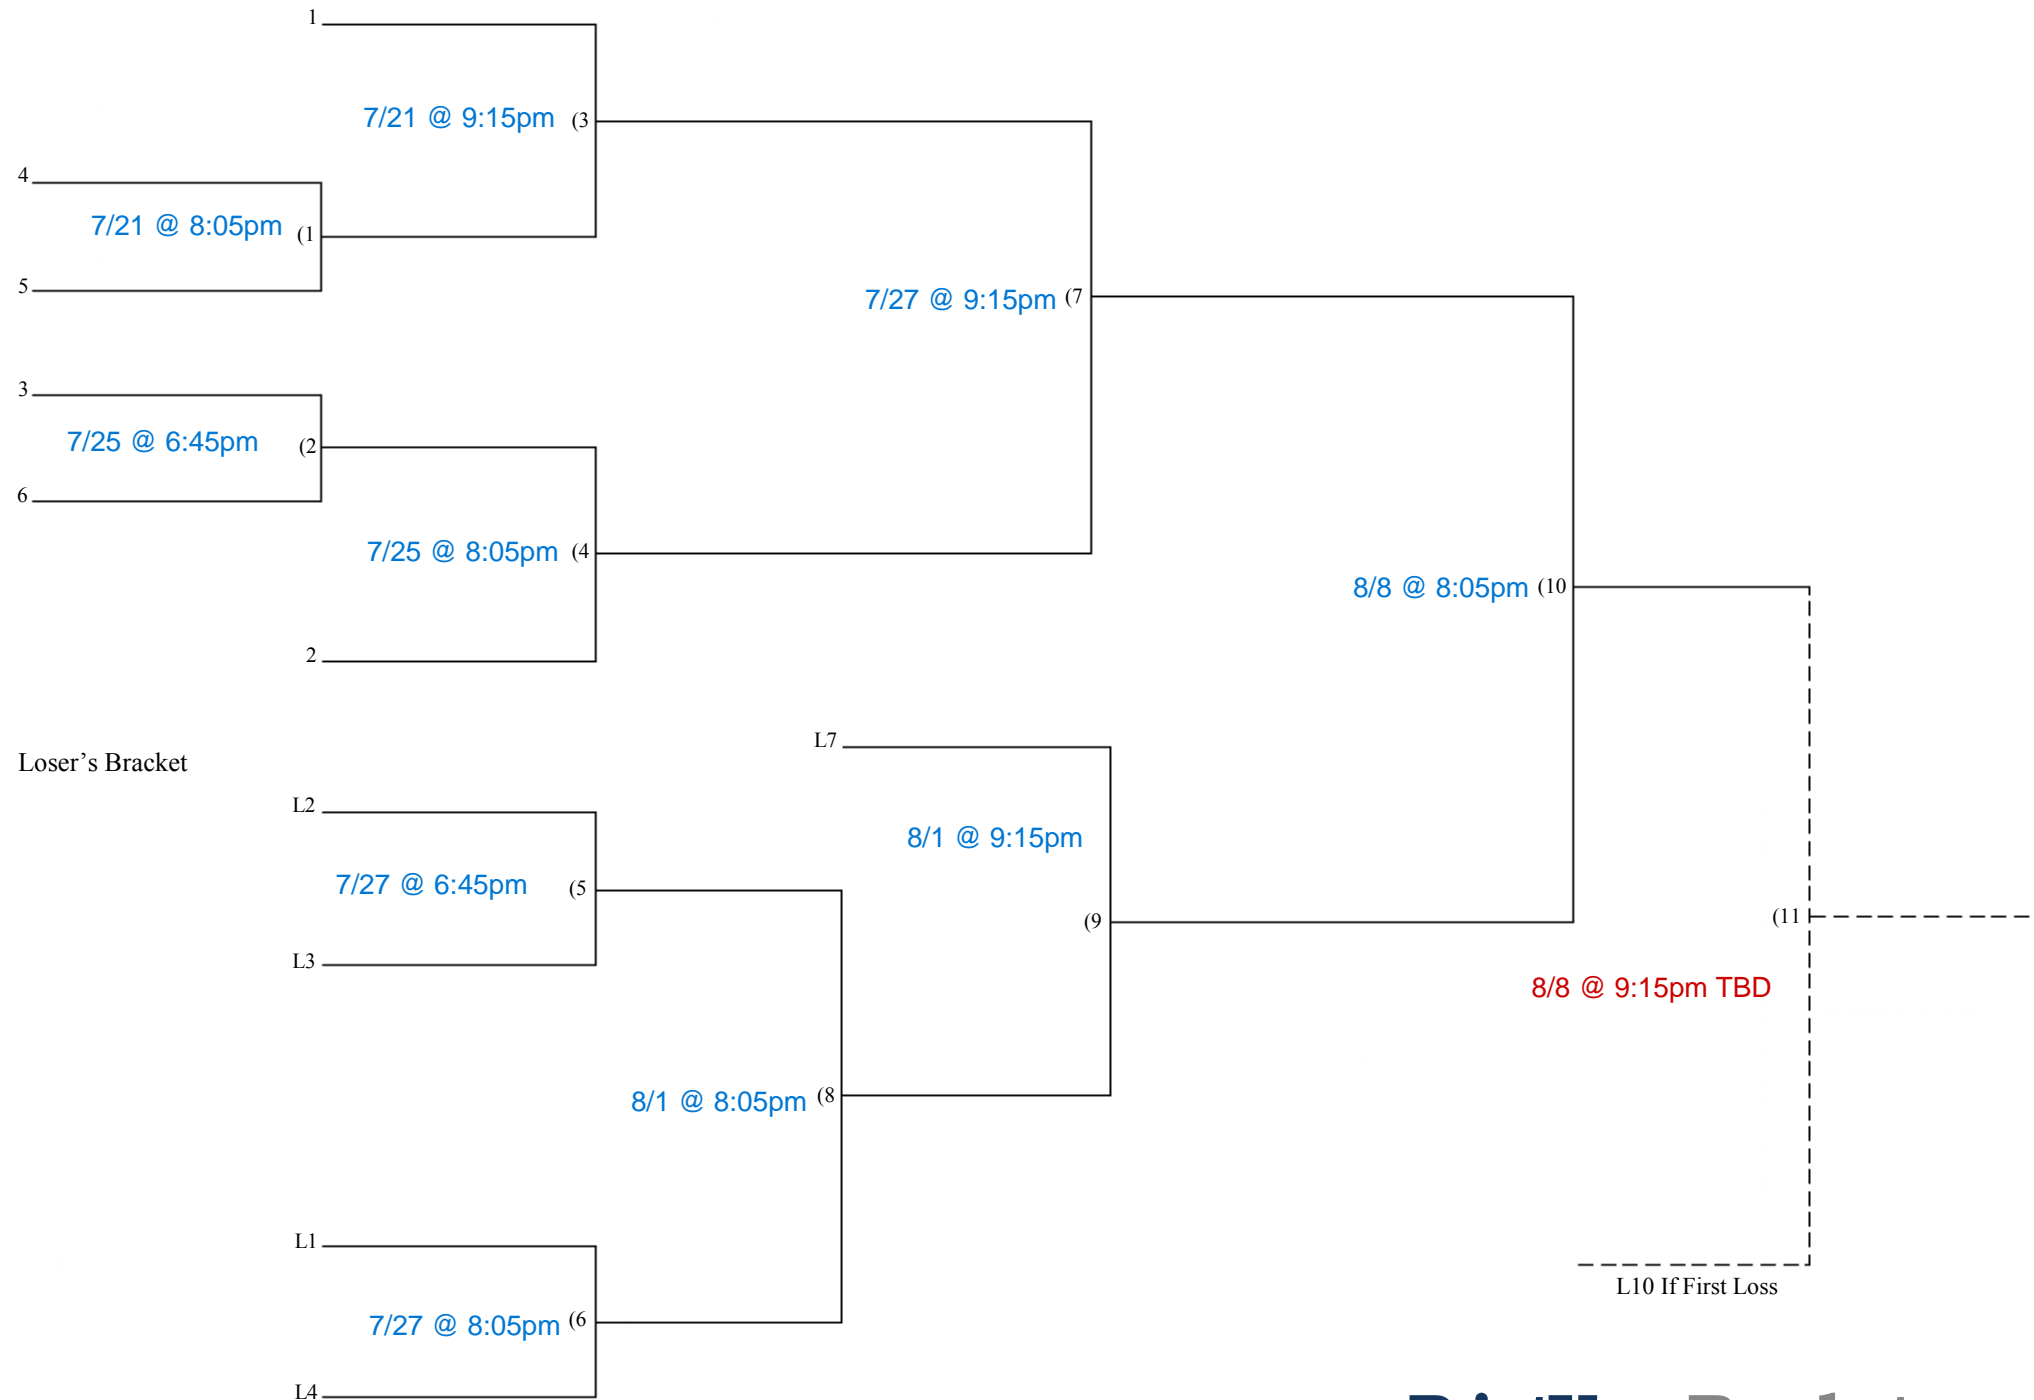 1
7/21 @ 9:15pm (3
4
7/21 @ 8:05pm (1
5
7/27 @ 9:15pm (7
3
7/25 @ 6:45pm (2
6
7/25 @ 8:05pm (4
8/8 @ 8:05pm (10
2
L7
Loser’s Bracket
L2
8/1 @ 9:15pm
7/27 @ 6:45pm (5
(9
(11
L3
8/8 @ 9:15pm TBD
8/1 @ 8:05pm (8
L1
L10 If First Loss
7/27 @ 8:05pm (6
L4